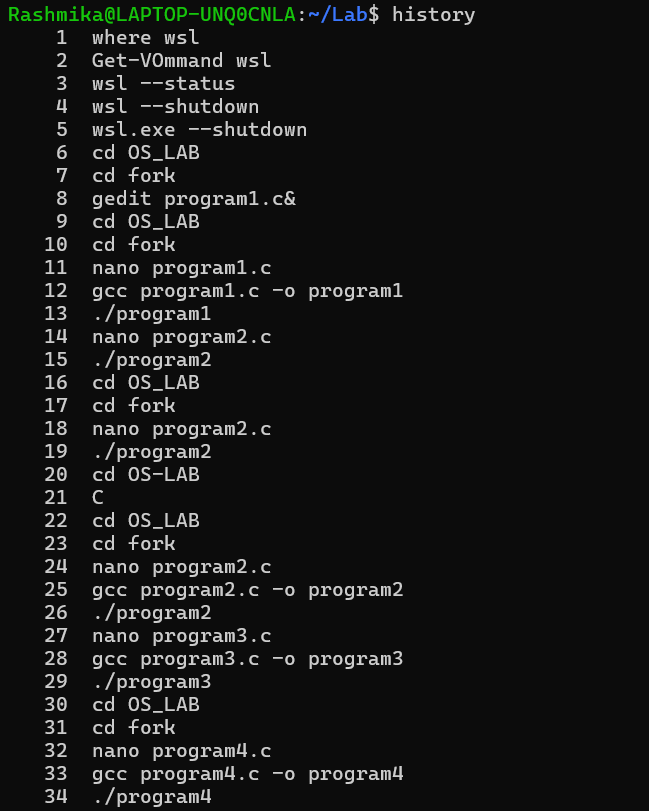 Rashmika@LAPTOP-UNQ0CNLA:~/Lab$ history
1 where wsl
2 Get-VOmmand wsl
3 wsl --status
4 wsl --shutdown
5 wsl.exe --shutdown
6 cd OS_LAB
7 cd fork
8 gedit program1.c&
9 cd OS_LAB
10 cd fork
11 nano program1.c
12 gcc program1.c -o program1
13 ./program1
14 nano program2.c
15 ./program2
16 cd OS_LAB
17 cd fork
18 nano program2.c
19 ./program2
20 cd OS-LAB
21 C
22 cd OS_LAB
23 cd fork
24 nano program2.c
25 gcc program2.c -o program2
26 ./program2
27 nano program3.c
28 gcc program3.c -o program3
29 ./program3
30 cd OS_LAB
31 cd fork
32 nano program4.c
33 gcc program4.c -o program4
34 ./program4